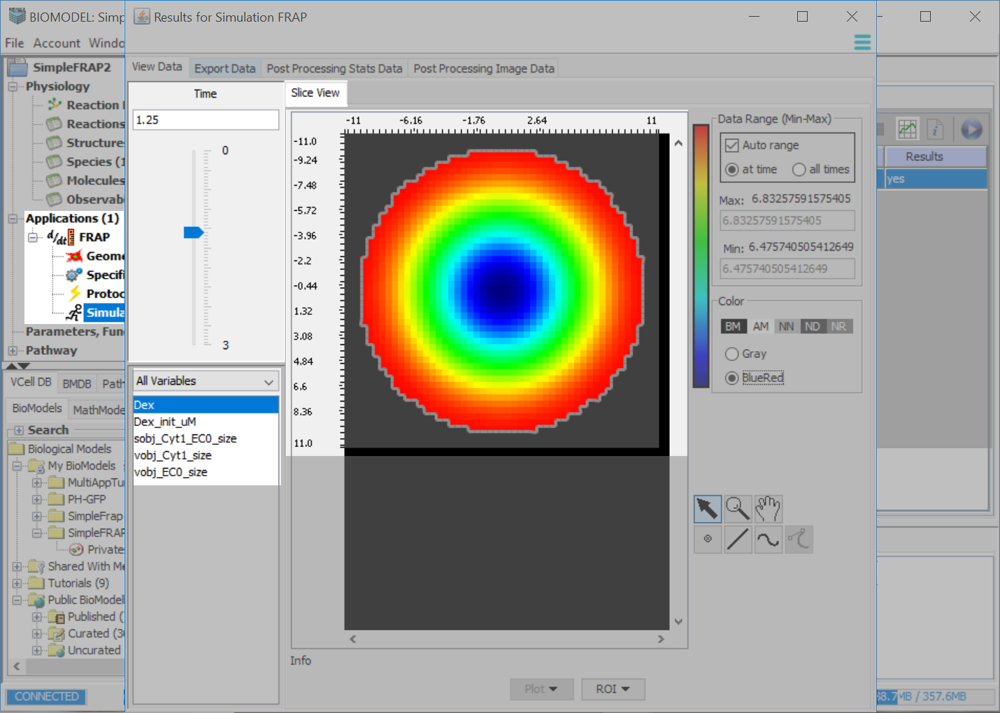 BIOMODEL: Simp
Results for Simulation FRAP
File Account Windo
SimpleFRAP2
Physiology
Reaction
Reactions
Structure
Species (1
Molecules
Observab
Applications (1)
d/dt FRAP
Geome
Specifi
Protoc
Simula
Parameters, Fun
Pathway
VCell DB BMDB Path
BioModels MathMode
Search
Biological Models
My BioModels
MultiAppTu
PH-GFP
SimpleFrap
SimpleFRAP
Private
Shared With Me
Tutorials (9)
Public BioModel
Published (
Curated (3
Uncurated
CONNECTED
View Data Export Data Post Processing Stats Data Post Processing Image Data
Time
1.25
0
3
All Variables
Dex
Dex_init_uM
sobj_Cyt1_EC0_size
vobj_Cyt1_size
vobj_EC0_size
Slice View
-11 -6.16 -1.76 2.64 11
-11.0
-9.24
-7.48
-5.72
-3.96
-2.2
-0.44
1.32
3.08
4.84
6.6
8.36
11.0
Info
Plot ROI
Data Range (Min-Max)
Auto range
at time all times
Max: 6.83257591575405
6.83257591575405
Min: 6.475740505412649
6.475740505412649
Color
BM AM NN ND NR
Gray
BlueRed
Results
yes
38.7MB / 357.6MB